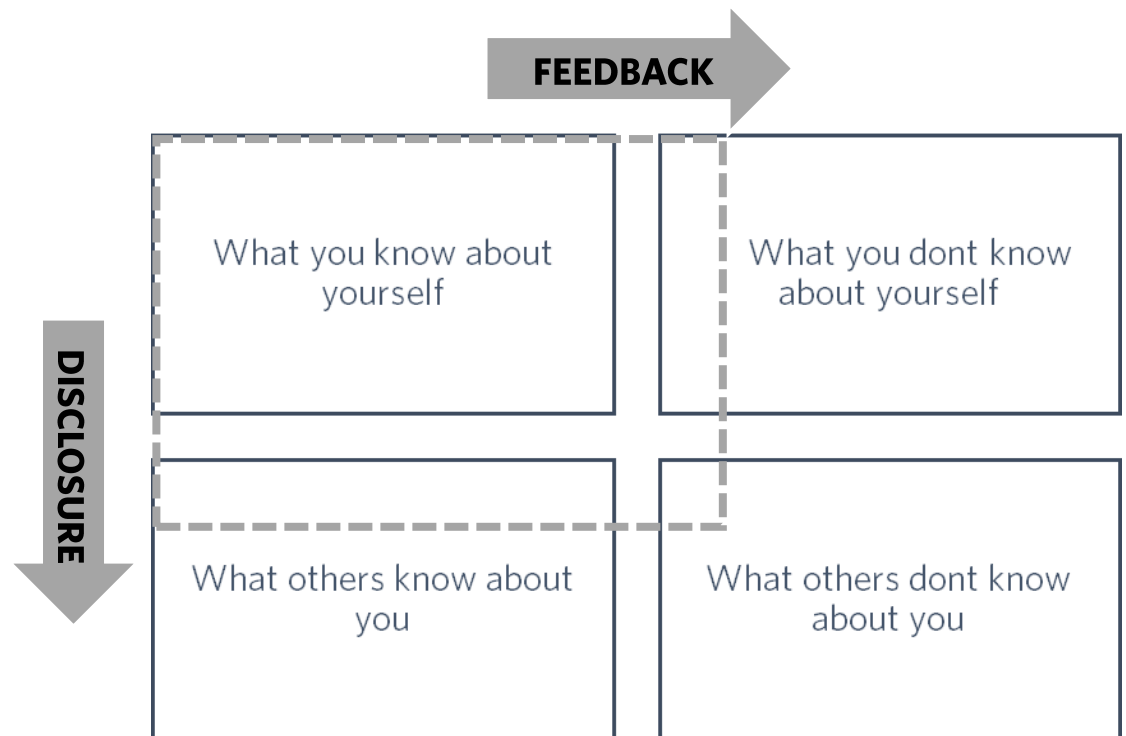 FEEDBACK
What you know about
yourself
What you dont know
about yourself
DISCLOSURE
What others know about
you
What others dont know
about you